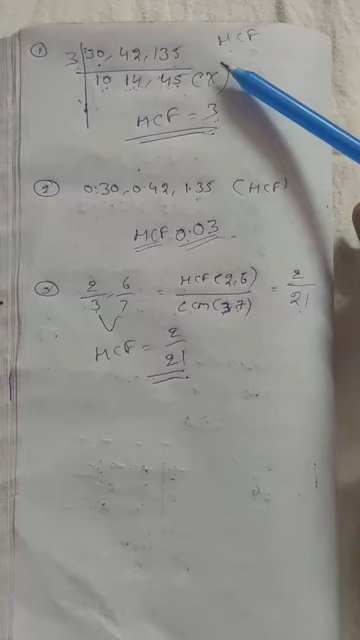 HCF
① 3 | 30, 42, 135
10 14, 45 (X)
HCF = 3
② 0.30, 0.42, 1.35 (HCF)
HCF 0.03
③ 2/3, 6/7 = HCF(2,6)/LCM(3,7) = 2/21
HCF = 2/21